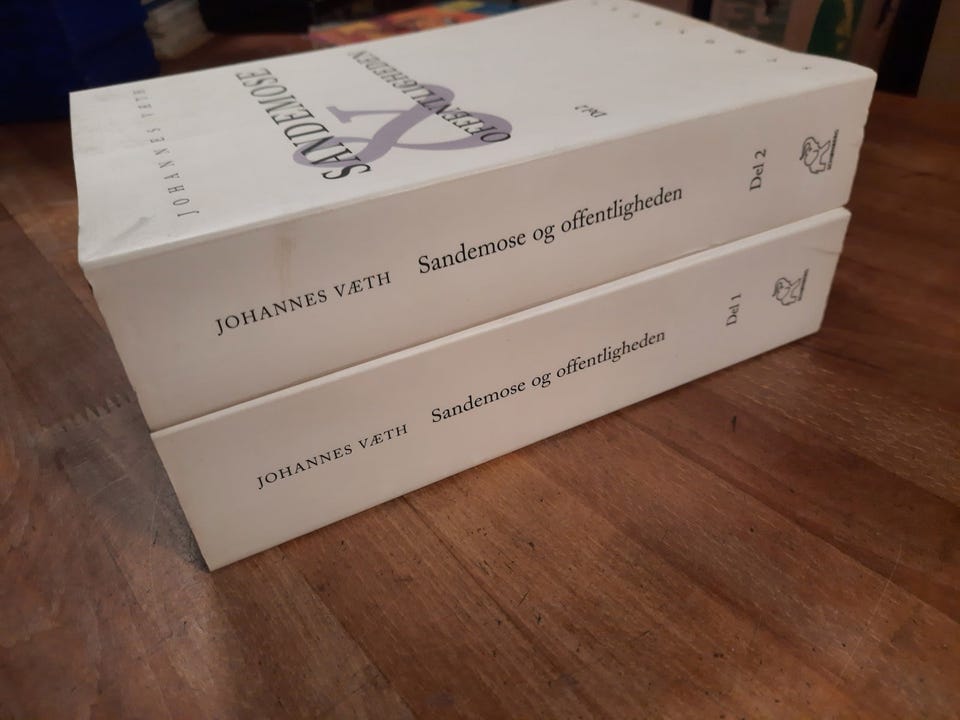 JOHANNES VÆTH
SANDEMOSE
&
OFFENTLIGHEDEN
Del 2
JOHANNES VÆTH Sandemose og offentligheden Del 2
JOHANNES VÆTH Sandemose og offentligheden Del 1